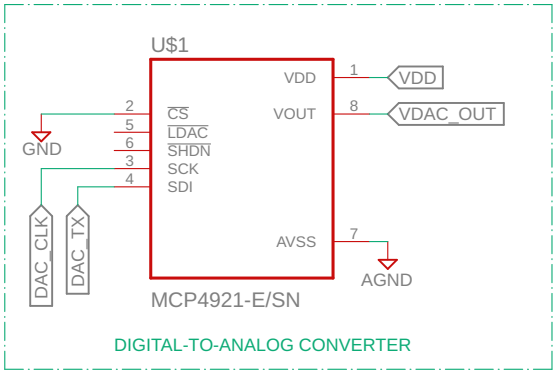 U$1
VDD
1
VDD
2
CS
VOUT
8
VDAC_OUT
5
LDAC
GND
6
SHDN
3
SCK
4
SDI
DAC_CLK
DAC_TX
AVSS
7
AGND
MCP4921-E/SN
DIGITAL-TO-ANALOG CONVERTER